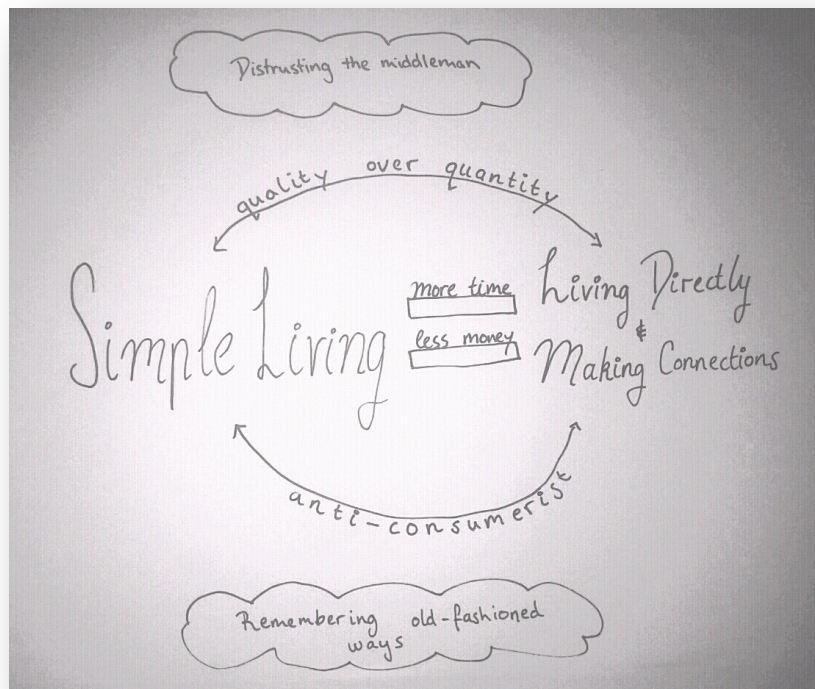 Distrusting the middleman
quality over quantity
Simple Living
more time
less money
Living Directly
&
Making Connections
anti-consumerist
Remembering old-fashioned
ways